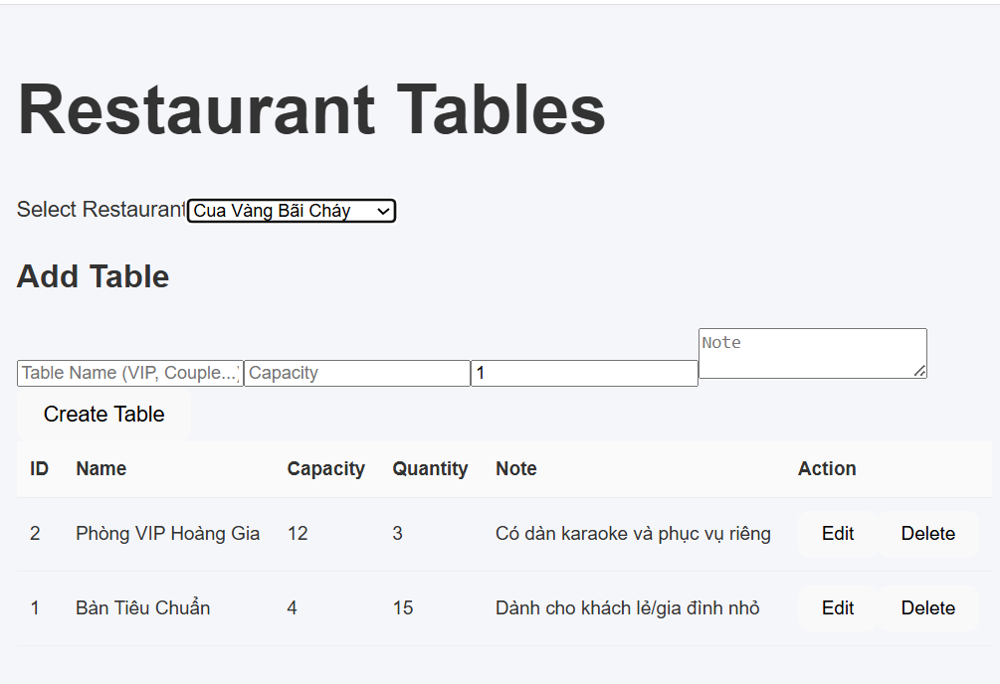 Restaurant Tables
Select Restaurant Cua Vàng Bãi Cháy
Add Table
Table Name (VIP, Couple...) Capacity 1 Note
Create Table
ID Name Capacity Quantity Note Action
2 Phòng VIP Hoàng Gia 12 3 Có dàn karaoke và phục vụ riêng Edit Delete
1 Bàn Tiêu Chuẩn 4 15 Dành cho khách lẻ/gia đình nhỏ Edit Delete